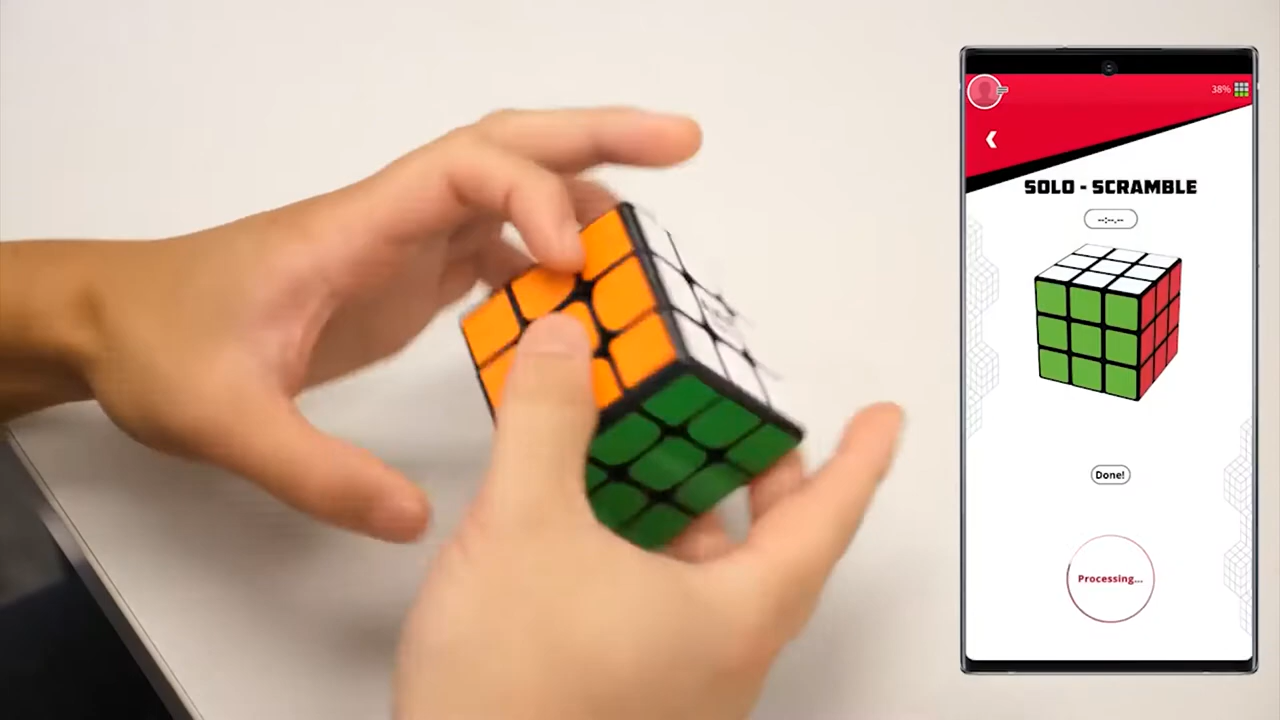 38%
SOLO - SCRAMBLE
--:--.--
Done!
Processing...